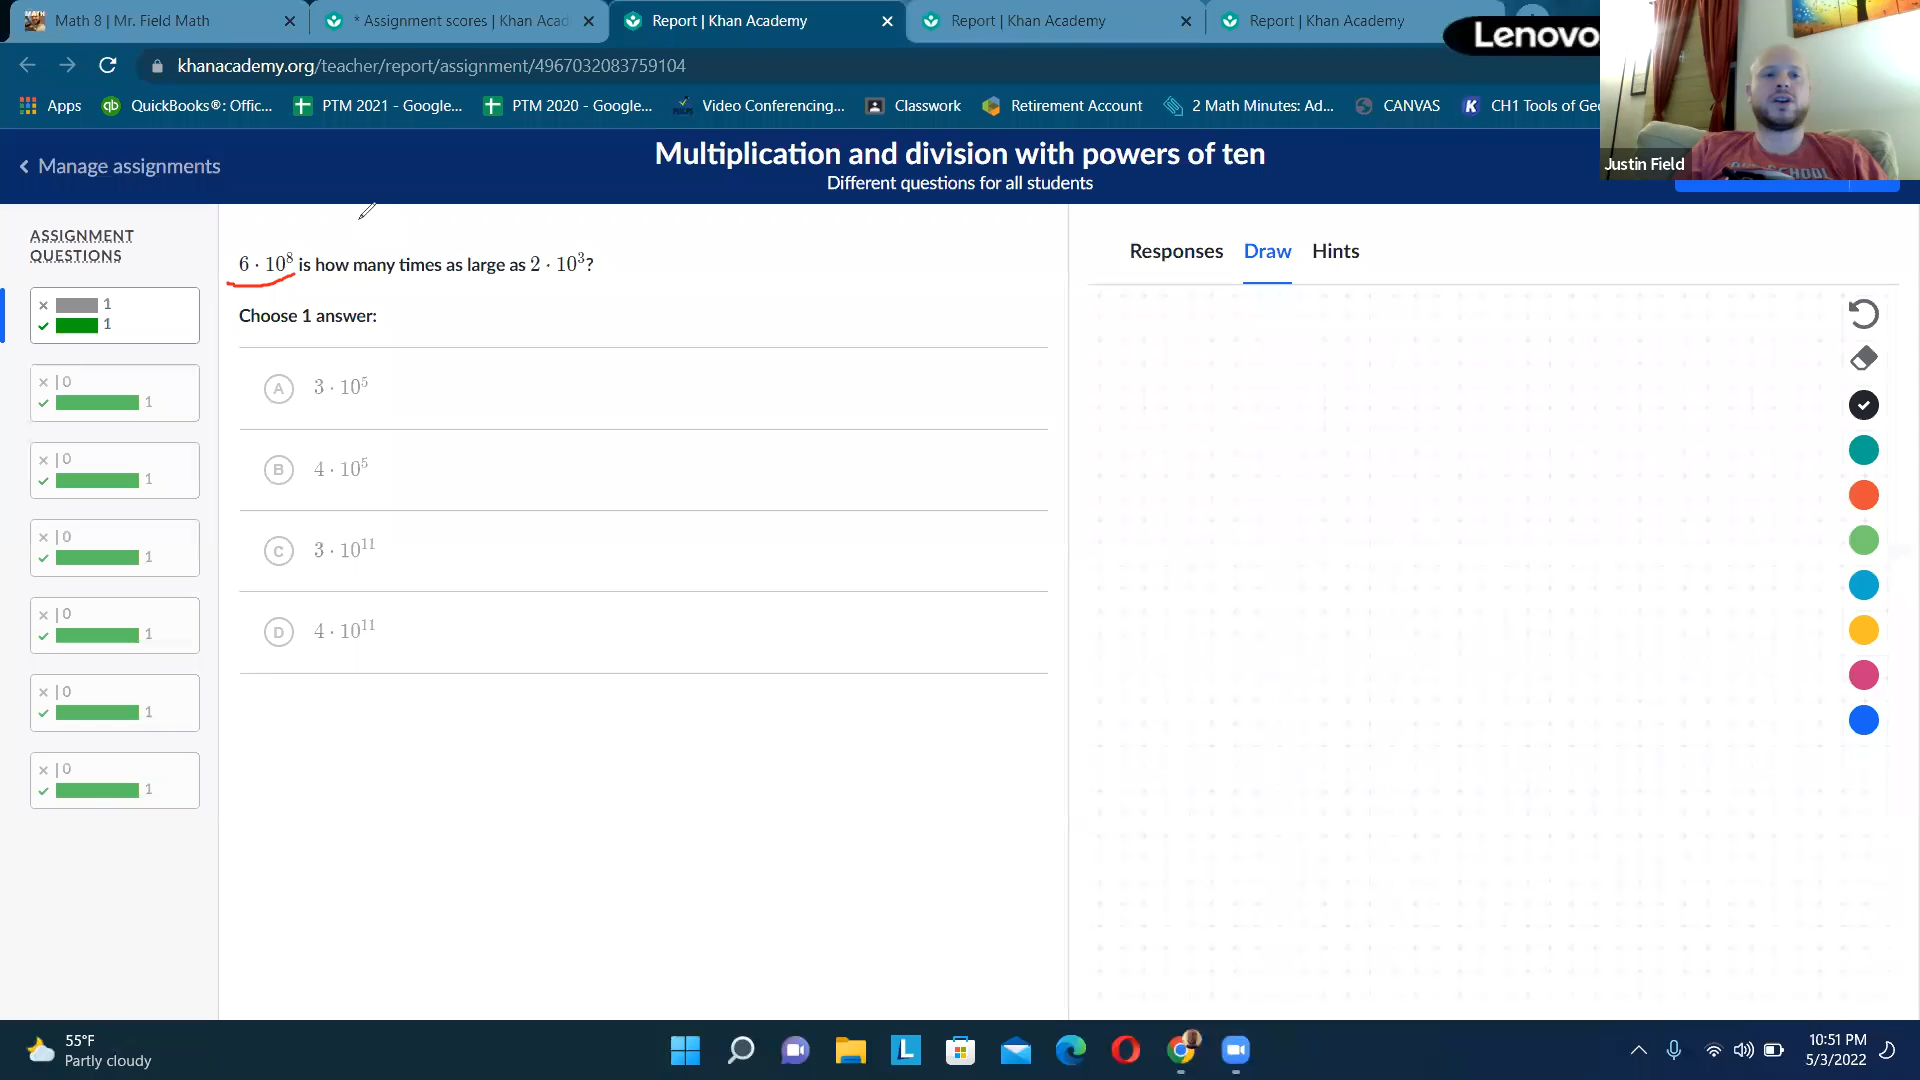 Math 8 | Mr. Field Math
* Assignment scores | Khan Acad
Report | Khan Academy
Report | Khan Academy
Report | Khan Academy
Lenovo
khanacademy.org/teacher/report/assignment/4967032083759104
Apps
qb QuickBooks®: Offic...
PTM 2021 - Google...
PTM 2020 - Google...
Video Conferencing...
Classwork
Retirement Account
2 Math Minutes: Ad...
CANVAS
K CH1 Tools of Geo
Manage assignments
Multiplication and division with powers of ten
Different questions for all students
Justin Field
ASSIGNMENT
QUESTIONS
1
1
0
1
0
1
0
1
0
1
0
1
0
1
6 · 10⁸ is how many times as large as 2 · 10³?
Choose 1 answer:
A 3 · 10⁵
B 4 · 10⁵
C 3 · 10¹¹
D 4 · 10¹¹
Responses
Draw
Hints
55°F
Partly cloudy
L
10:51 PM
5/3/2022